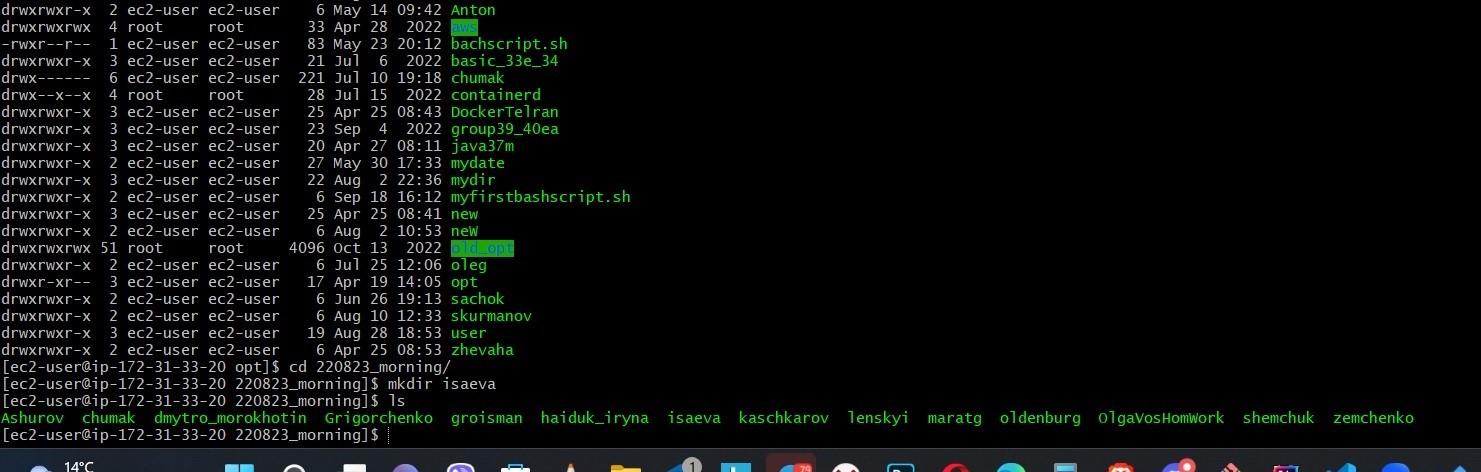 drwxrwxr-x  2 ec2-user ec2-user    6 May 14 09:42 Anton
drwxrwxrwx  4 root     root       33 Apr 28  2022 aws
-rwxr--r--  1 ec2-user ec2-user   83 May 23 20:12 bachscript.sh
drwxrwxr-x  3 ec2-user ec2-user   21 Jul  6  2022 basic_33e_34
drwx------  6 ec2-user ec2-user  221 Jul 10 19:18 chumak
drwx--x--x  4 root     root       28 Jul 15  2022 containerd
drwxrwxr-x  3 ec2-user ec2-user   25 Apr 25 08:43 DockerTelran
drwxrwxr-x  3 ec2-user ec2-user   23 Sep  4  2022 group39_40ea
drwxrwxr-x  3 ec2-user ec2-user   20 Apr 27 08:11 java37m
drwxrwxr-x  2 ec2-user ec2-user   27 May 30 17:33 mydate
drwxrwxr-x  3 ec2-user ec2-user   22 Aug  2 22:36 mydir
drwxrwxr-x  2 ec2-user ec2-user    6 Sep 18 16:12 myfirstbashscript.sh
drwxrwxr-x  3 ec2-user ec2-user   25 Apr 25 08:41 new
drwxrwxr-x  2 ec2-user ec2-user    6 Aug  2 10:53 neW
drwxrwxrwx 51 root     root     4096 Oct 13  2022 old_opt
drwxrwxr-x  2 ec2-user ec2-user    6 Jul 25 12:06 oleg
drwxr-xr--  3 ec2-user ec2-user   17 Apr 19 14:05 opt
drwxrwxr-x  2 ec2-user ec2-user    6 Jun 26 19:13 sachok
drwxrwxr-x  2 ec2-user ec2-user    6 Aug 10 12:33 skurmanov
drwxrwxr-x  3 ec2-user ec2-user   19 Aug 28 18:53 user
drwxrwxr-x  2 ec2-user ec2-user    6 Apr 25 08:53 zhevaha
[ec2-user@ip-172-31-33-20 opt]$ cd 220823_morning/
[ec2-user@ip-172-31-33-20 220823_morning]$ mkdir isaeva
[ec2-user@ip-172-31-33-20 220823_morning]$ ls
Ashurov  chumak  dmytro_morokhotin  Grigorchenko  groisman  haiduk_iryna  isaeva  kaschkarov  lenskyi  maratg  oldenburg  OlgaVosHomWork  shemchuk  zemchenko
[ec2-user@ip-172-31-33-20 220823_morning]$
14°C 1 79